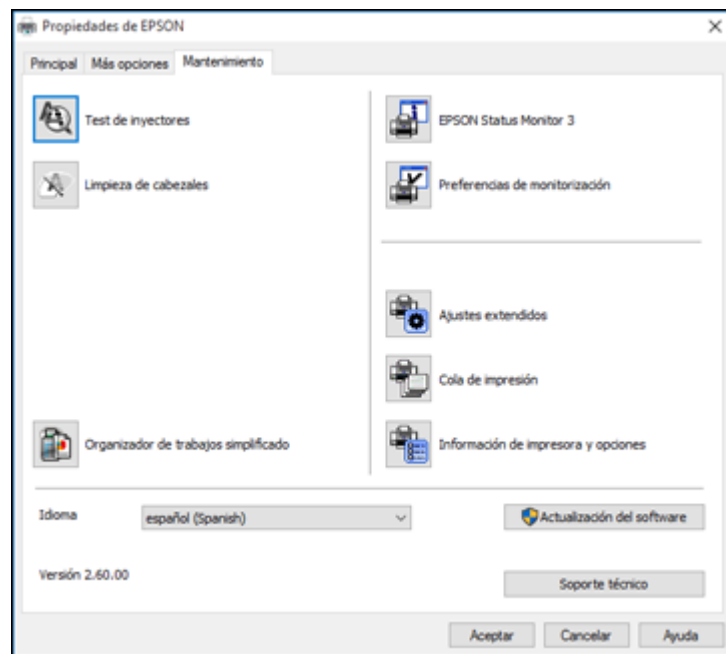 Propiedades de EPSON
Principal
Más opciones
Mantenimiento
Test de inyectores
Limpieza de cabezales
Organizador de trabajos simplificado
EPSON Status Monitor 3
Preferencias de monitorización
Ajustes extendidos
Cola de impresión
Información de impresora y opciones
Idioma
español (Spanish)
Actualización del software
Versión 2.60.00
Soporte técnico
Aceptar
Cancelar
Ayuda